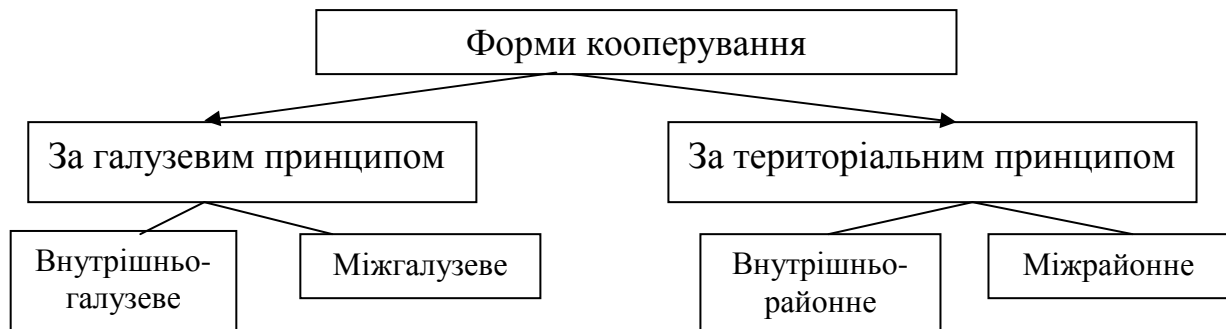 Форми кооперування
За галузевим принципом
За територіальним принципом
Внутрішньо-
галузеве
Міжгалузеве
Внутрішньо-
районне
Міжрайонне